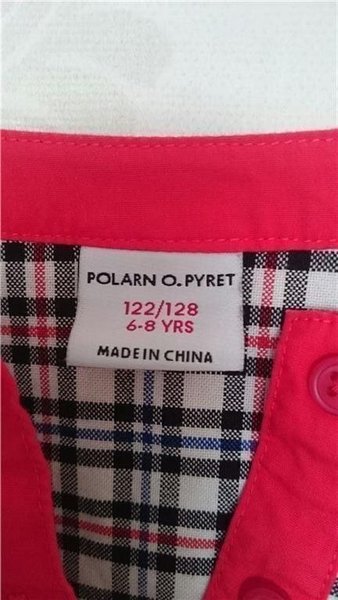 POLARN O. PYRET
122/128
6-8 YRS
MADE IN CHINA